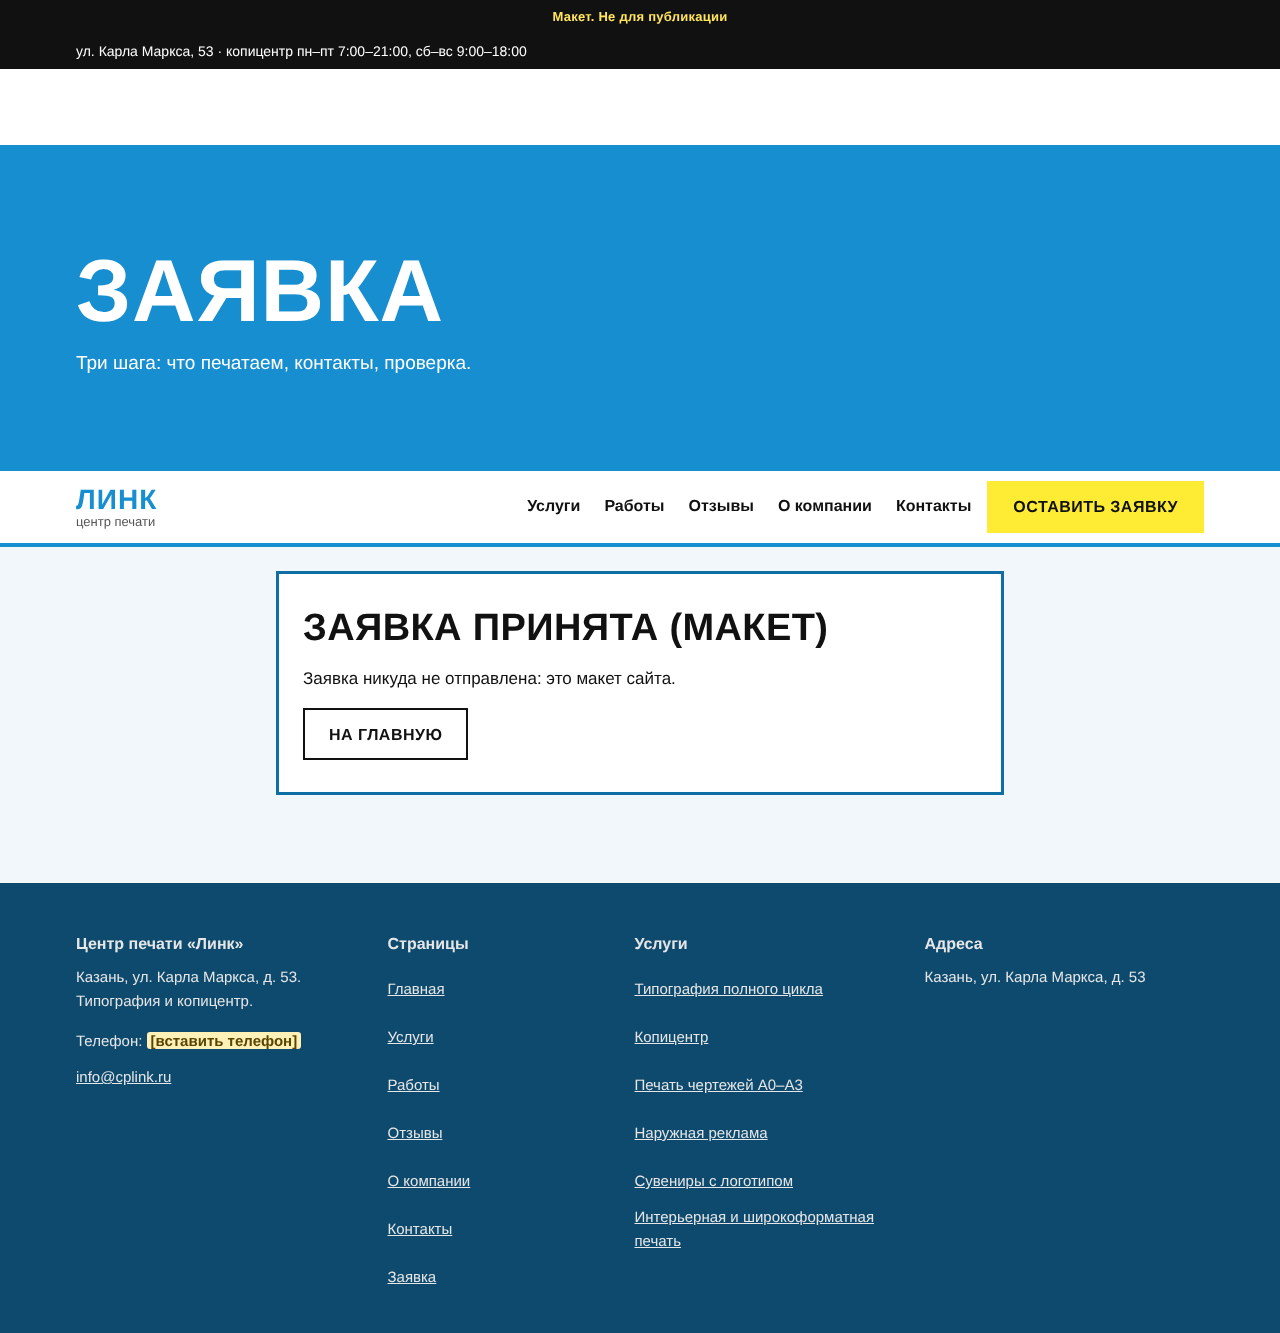 Макет. Не для публикации
ул. Карла Маркса, 53 · копицентр пн–пт 7:00–21:00, сб–вс 9:00–18:00
ЗАЯВКА
Три шага: что печатаем, контакты, проверка.
ЛИНК
центр печати
Услуги Работы Отзывы О компании Контакты ОСТАВИТЬ ЗАЯВКУ
ЗАЯВКА ПРИНЯТА (МАКЕТ)
Заявка никуда не отправлена: это макет сайта.
НА ГЛАВНУЮ
Центр печати «Линк»
Казань, ул. Карла Маркса, д. 53.
Типография и копицентр.
Телефон: [вставить телефон]
info@cplink.ru
Страницы
Главная
Услуги
Работы
Отзывы
О компании
Контакты
Заявка
Услуги
Типография полного цикла
Копицентр
Печать чертежей А0–А3
Наружная реклама
Сувениры с логотипом
Интерьерная и широкоформатная
печать
Адреса
Казань, ул. Карла Маркса, д. 53